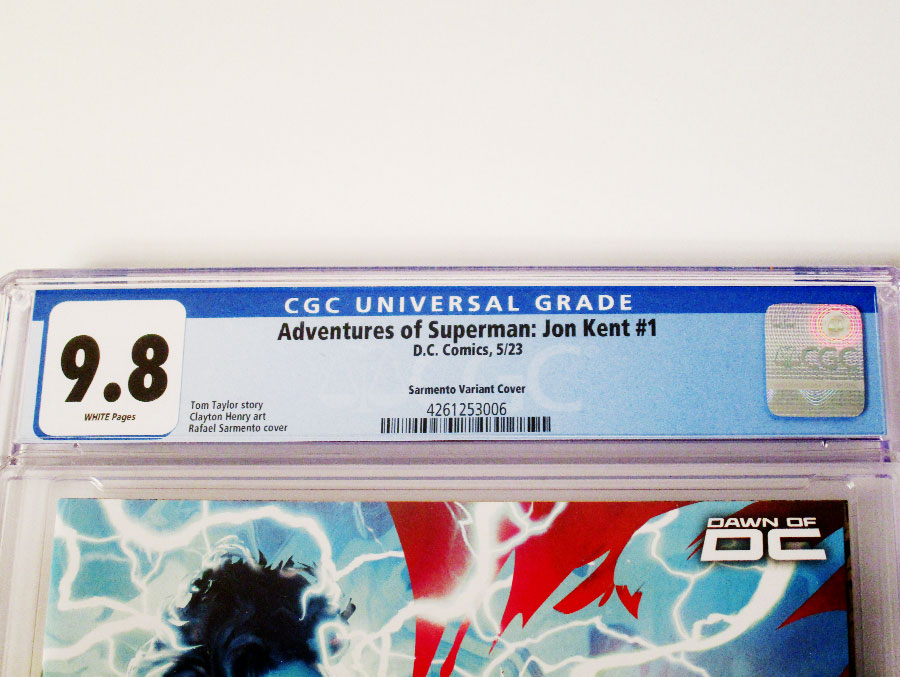 CGC UNIVERSAL GRADE
Adventures of Superman: Jon Kent #1
D.C. Comics, 5/23
9.8
WHITE Pages
Sarmento Variant Cover
Tom Taylor story
Clayton Henry art
Rafael Sarmento cover
4261253006
CGC
DAWN OF
DC